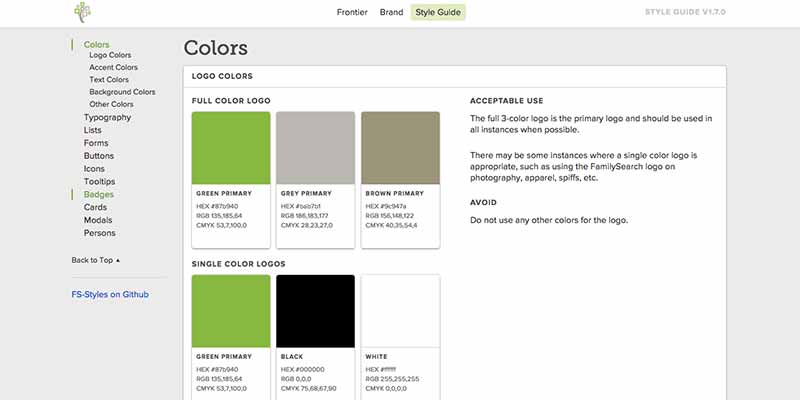 Frontier Brand Style Guide STYLE GUIDE V1.7.0
Colors
Logo Colors
Accent Colors
Text Colors
Background Colors
Other Colors
Typography
Lists
Forms
Buttons
Icons
Tooltips
Badges
Cards
Modals
Persons
Back to Top ▲
FS-Styles on Github
Colors
LOGO COLORS
FULL COLOR LOGO
GREEN PRIMARY
HEX #87b940
RGB 135,185,64
CMYK 53,7,100,0
GREY PRIMARY
HEX #bab7b1
RGB 186,183,177
CMYK 28,23,27,0
BROWN PRIMARY
HEX #9c947a
RGB 156,148,122
CMYK 40,35,54,4
ACCEPTABLE USE
The full 3-color logo is the primary logo and should be used in
all instances when possible.
There may be some instances where a single color logo is
appropriate, such as using the FamilySearch logo on
photography, apparel, spiffs, etc.
AVOID
Do not use any other colors for the logo.
SINGLE COLOR LOGOS
GREEN PRIMARY
HEX #87b940
RGB 135,185,64
CMYK 53,7,100,0
BLACK
HEX #000000
RGB 0,0,0
CMYK 75,68,67,90
WHITE
HEX #ffffff
RGB 255,255,255
CMYK 0,0,0,0